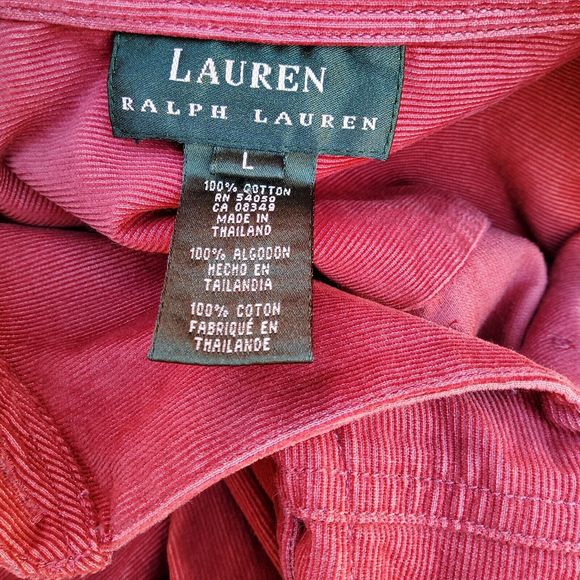 LAUREN
RALPH LAUREN
L
100% COTTON
RN 54050
CA 08349
MADE IN
THAILAND
100% ALGODON
HECHO EN
TAILANDIA
100% COTON
FABRIQUÉ EN
THAILANDE